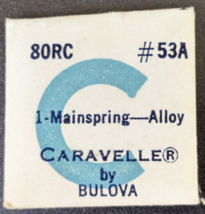 80RC #53A
C
1-Mainspring—Alloy
CARAVELLE®
by
BULOVA